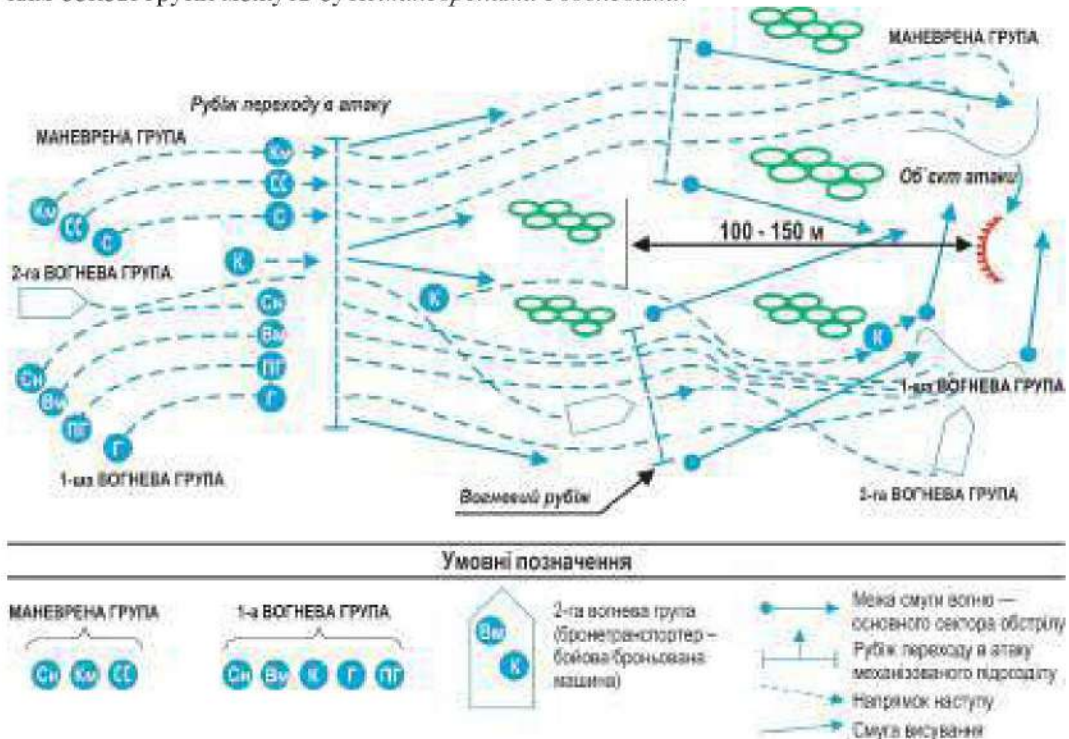 МАНЕВРЕНА ГРУПА
Рубіж переходу в атаку
МАНЕВРЕНА ГРУПА
Км
СС
С
Км
СС
С
Об'єкт атаки
100 - 150 м
К
2-га ВОГНЕВА ГРУПА
Сн
Вм
ПГ
Г
К
К
Сн
Вм
ПГ
Г
1-ша ВОГНЕВА ГРУПА
1-ша ВОГНЕВА ГРУПА
2-га ВОГНЕВА ГРУПА
Вогневий рубіж
Умовні позначення
МАНЕВРЕНА ГРУПА
Сн Км СС
1-а ВОГНЕВА ГРУПА
Сн Вм К Г ПГ
Вм
К
2-га вогнева група
(бронетранспортер –
бойова броньована
машина)
Межа смуги вогню —
основного сектора обстрілу
Рубіж переходу в атаку
механізованого підрозділу
Напрямок наступу
Смуга висування